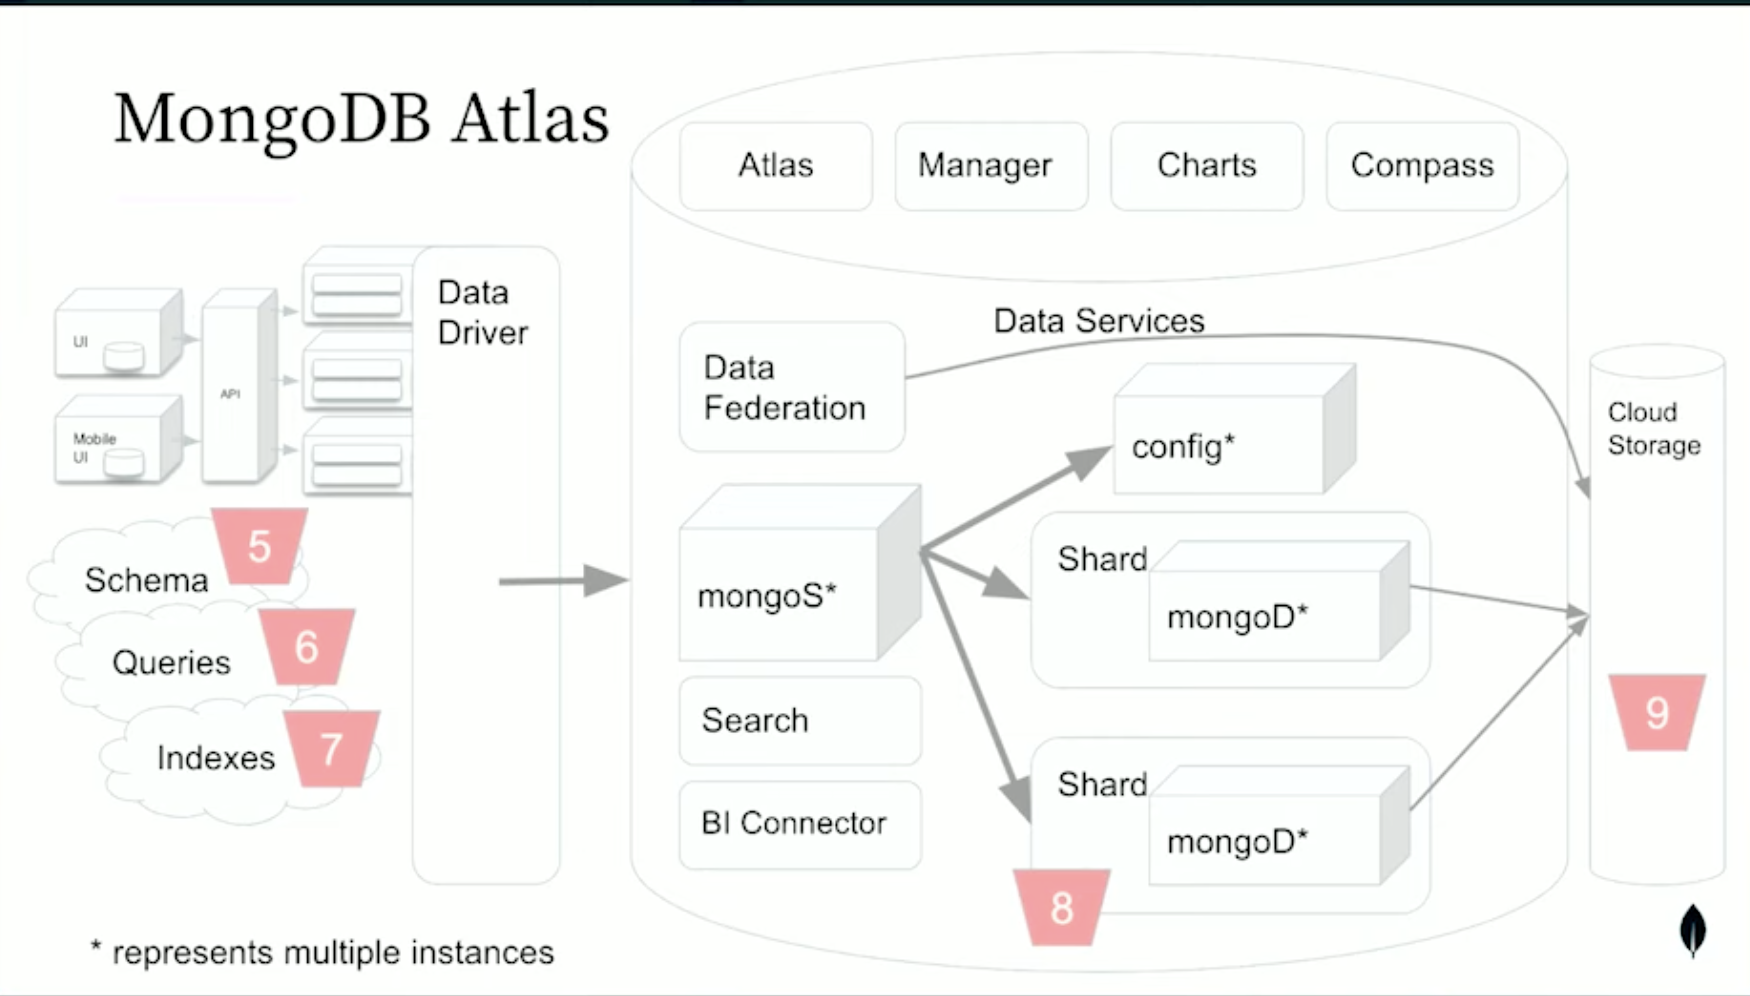 MongoDB Atlas
Atlas
Manager
Charts
Compass
UI
Mobile
UI
API
Data
Driver
Data Services
Data
Federation
config*
mongoS*
Shard
mongoD*
Shard
mongoD*
Search
BI Connector
Cloud
Storage
Schema
5
Queries
6
Indexes
7
8
9
* represents multiple instances